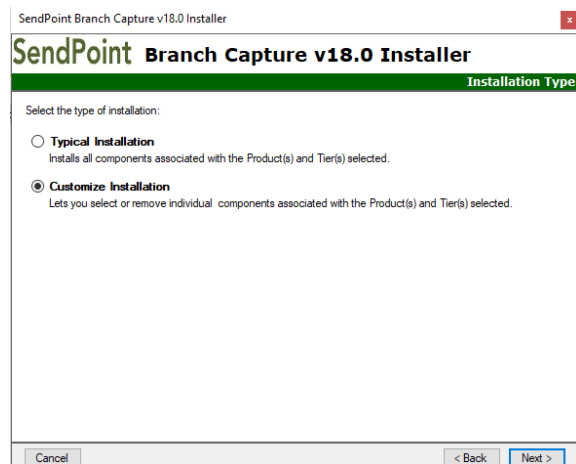 SendPoint Branch Capture v18.0 Installer
x
SendPoint Branch Capture v18.0 Installer
Installation Type
Select the type of installation:
Typical Installation
Installs all components associated with the Product(s) and Tier(s) selected.
Customize Installation
Lets you select or remove individual components associated with the Product(s) and Tier(s) selected.
Cancel
< Back
Next >